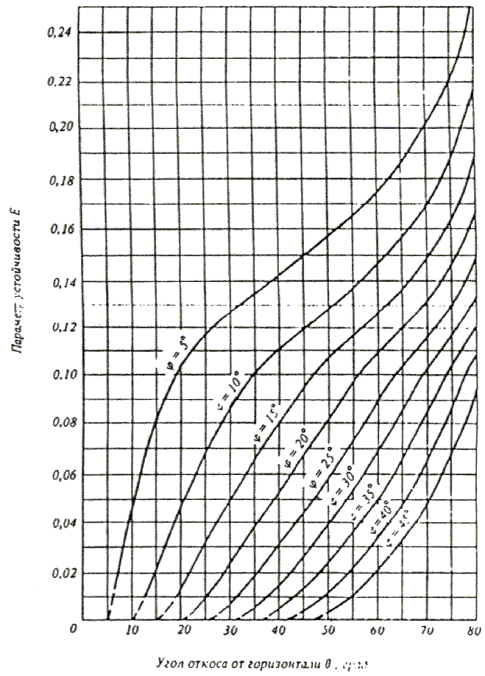 0,24
0,22
0,20
0,18
0,16
0,14
0,12
0,10
0,08
0,06
0,04
0,02
0
Параметр устойчивости E
φ = 5°
φ = 10°
φ = 15°
φ = 20°
φ = 25°
φ = 30°
φ = 35°
φ = 40°
φ = 45°
10 20 30 40 50 60 70 80
Угол откоса от горизонтали θ, град